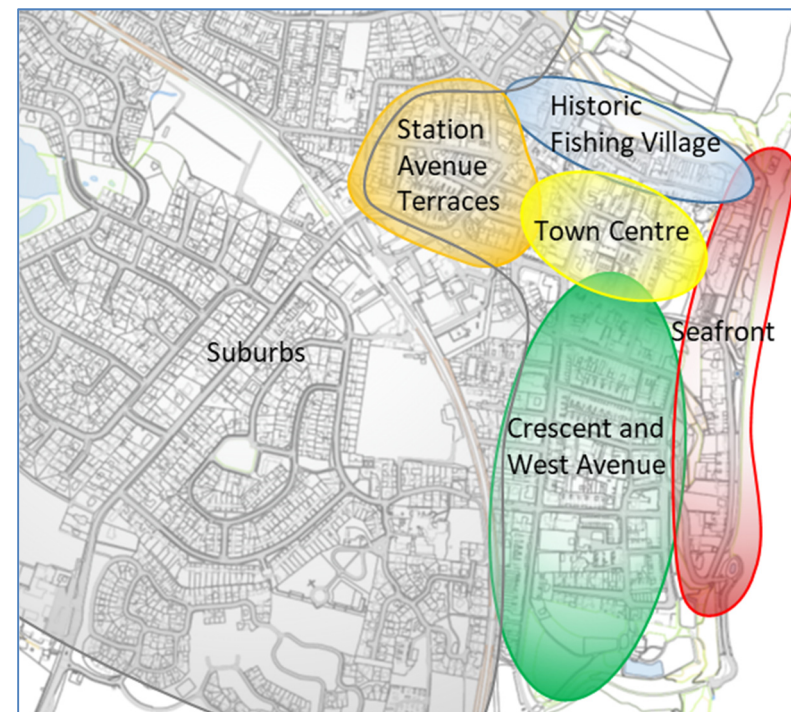 Historic
Fishing Village
Station
Avenue
Terraces
Town Centre
Seafront
Suburbs
Crescent and
West Avenue